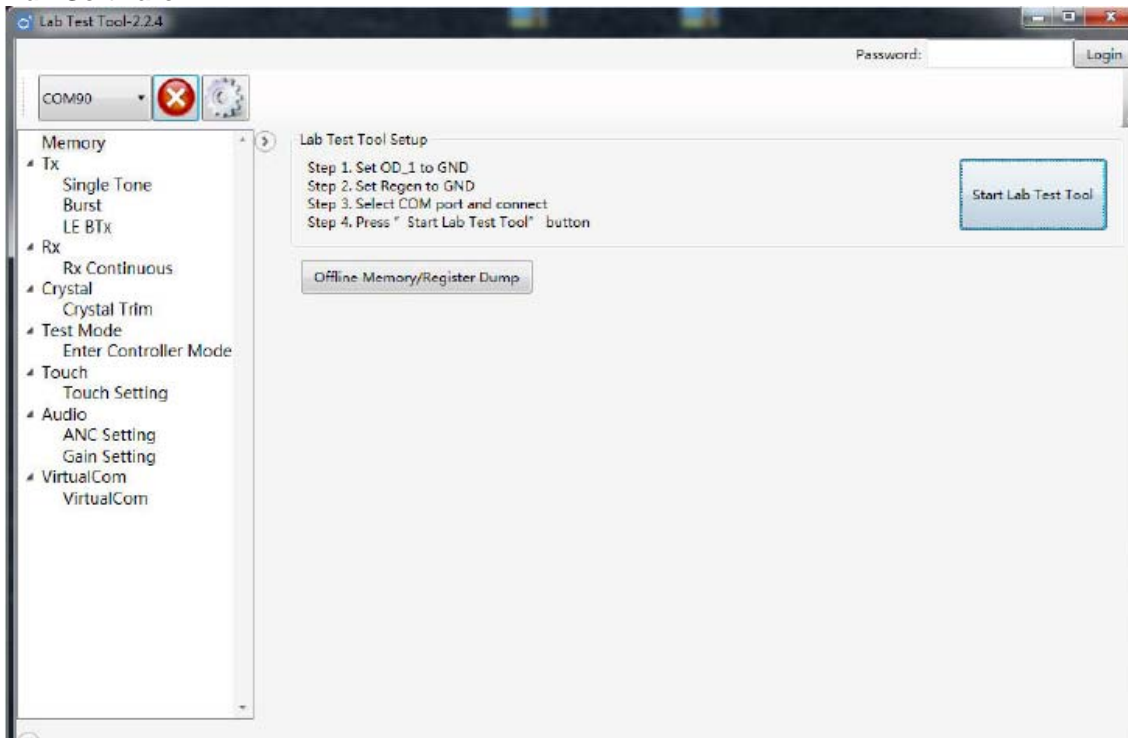 Lab Test Tool-2.2.4
Password:
Login
COM90
Memory
Tx
Single Tone
Burst
LE BTx
Rx
Rx Continuous
Crystal
Crystal Trim
Test Mode
Enter Controller Mode
Touch
Touch Setting
Audio
ANC Setting
Gain Setting
VirtualCom
VirtualCom
Lab Test Tool Setup
Step 1. Set OD_1 to GND
Step 2. Set Regen to GND
Step 3. Select COM port and connect
Step 4. Press " Start Lab Test Tool" button
Start Lab Test Tool
Offline Memory/Register Dump